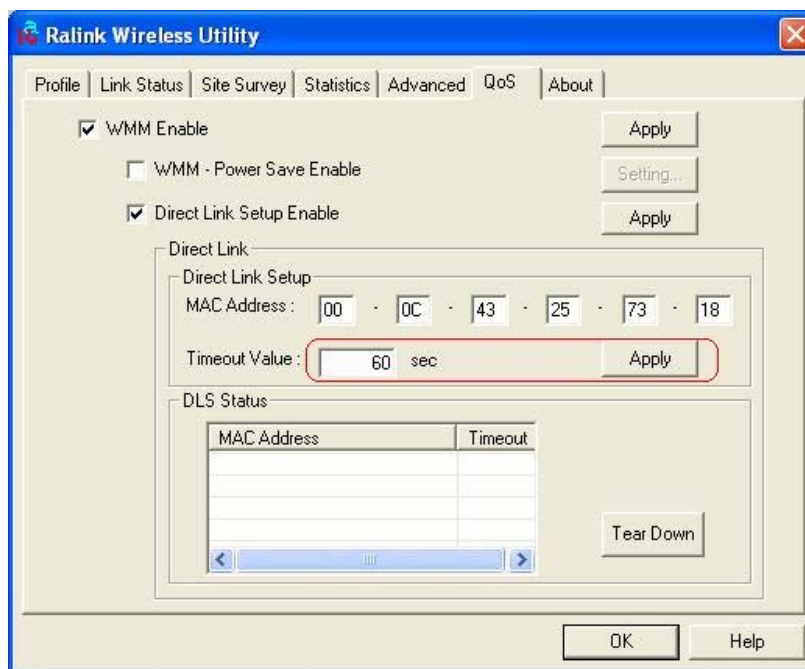 Ralink Wireless Utility
Profile Link Status Site Survey Statistics Advanced QoS About
WMM Enable Apply
WMM - Power Save Enable Setting...
Direct Link Setup Enable Apply
Direct Link
Direct Link Setup
MAC Address : 00 - 0C - 43 - 25 - 73 - 18
Timeout Value : 60 sec Apply
DLS Status
MAC Address Timeout
Tear Down
OK Help